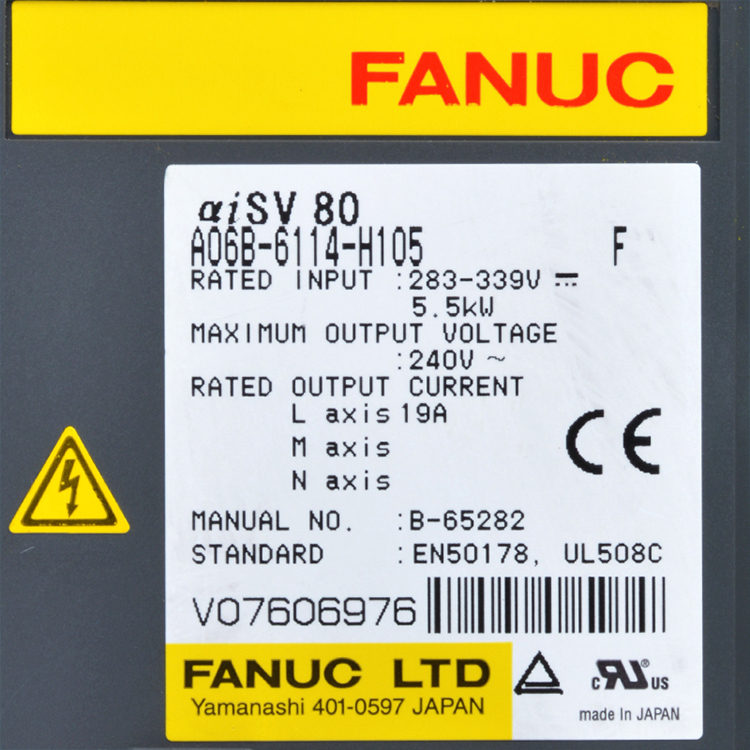 FANUC
αiSV 80
A06B-6114-H105 F
RATED INPUT :283-339V ⎓
5.5kW
MAXIMUM OUTPUT VOLTAGE
:240V ~
RATED OUTPUT CURRENT
L axis 19A
M axis
N axis
CE
MANUAL NO. :B-65282
STANDARD :EN50178, UL508C
V07606976
FANUC LTD
Yamanashi 401-0597 JAPAN
c RU® US
made In JAPAN